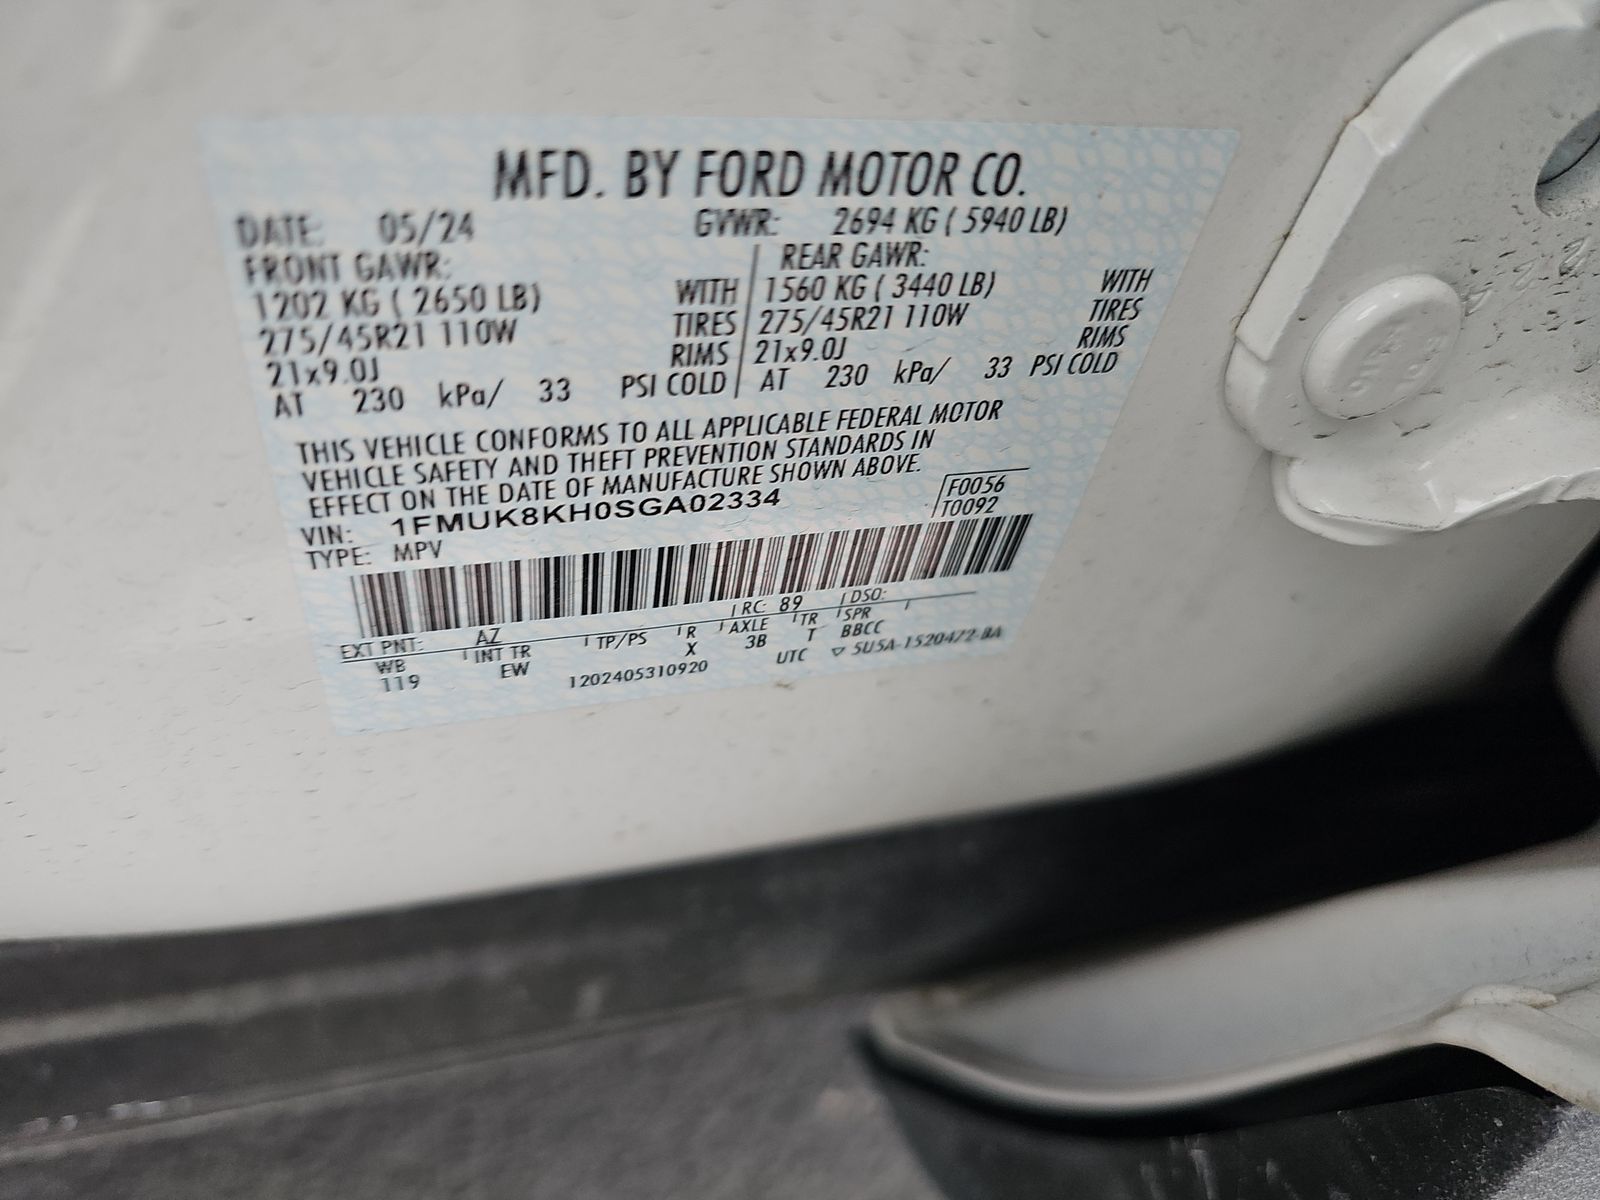 MFD. BY FORD MOTOR CO.
DATE: 05/24 GVWR: 2694 KG ( 5940 LB)
FRONT GAWR: REAR GAWR:
1202 KG ( 2650 LB) WITH 1560 KG ( 3440 LB) WITH
275/45R21 110W TIRES 275/45R21 110W TIRES
21x9.0J RIMS 21x9.0J RIMS
AT 230 kPa/ 33 PSI COLD AT 230 kPa/ 33 PSI COLD
THIS VEHICLE CONFORMS TO ALL APPLICABLE FEDERAL MOTOR
VEHICLE SAFETY AND THEFT PREVENTION STANDARDS IN
EFFECT ON THE DATE OF MANUFACTURE SHOWN ABOVE.
VIN: 1FMUK8KH0SGA02334 F0056
TYPE: MPV T0092
EXT PNT: AZ RC: 89 DSO:
WB INT TR TP/PS R AXLE TR SPR
119 EW X 3B T BBCC
1202405310920 UTC ▽ 5U5A-1520472-BA